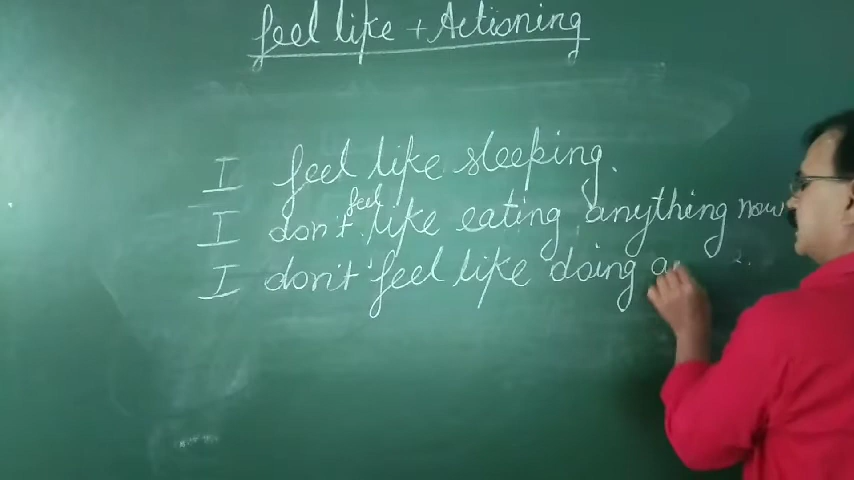 feel like + Actioning
I feel like sleeping.
I don't feel like eating anything now
I don't feel like doing